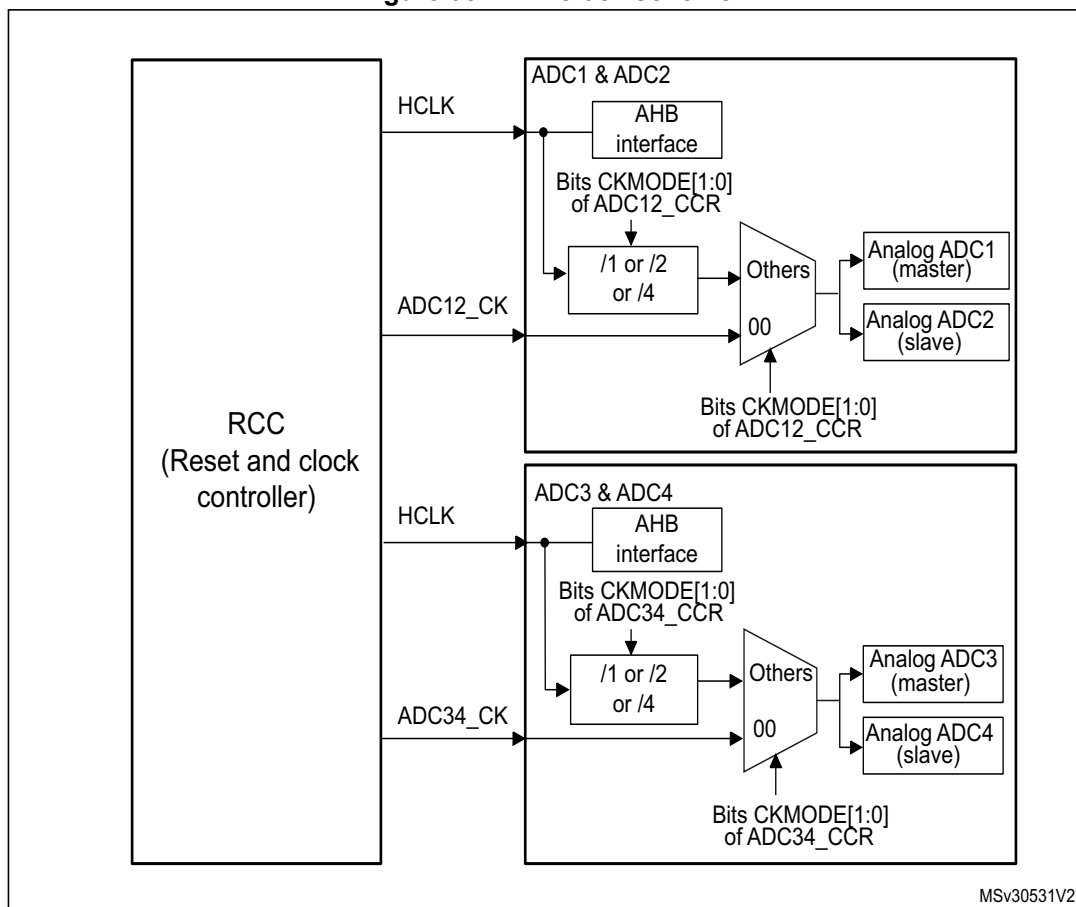 ADC1 & ADC2
HCLK
AHB
interface
Bits CKMODE[1:0]
of ADC12_CCR
/1 or /2
or /4
Others
00
Analog ADC1
(master)
Analog ADC2
(slave)
ADC12_CK
Bits CKMODE[1:0]
of ADC12_CCR
RCC
(Reset and clock
controller)
ADC3 & ADC4
HCLK
AHB
interface
Bits CKMODE[1:0]
of ADC34_CCR
/1 or /2
or /4
Others
00
Analog ADC3
(master)
Analog ADC4
(slave)
ADC34_CK
Bits CKMODE[1:0]
of ADC34_CCR
MSv30531V2